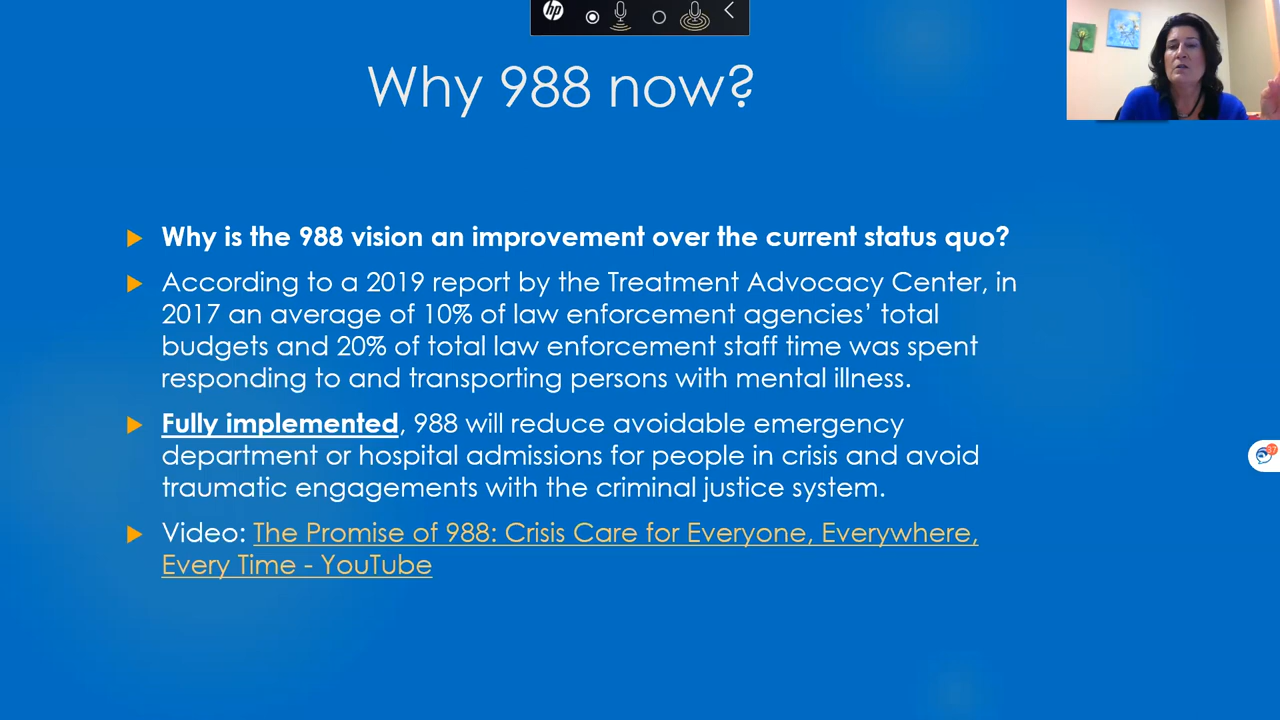 hp
Why 988 now?
Why is the 988 vision an improvement over the current status quo?
According to a 2019 report by the Treatment Advocacy Center, in
2017 an average of 10% of law enforcement agencies’ total
budgets and 20% of total law enforcement staff time was spent
responding to and transporting persons with mental illness.
Fully implemented, 988 will reduce avoidable emergency
department or hospital admissions for people in crisis and avoid
traumatic engagements with the criminal justice system.
Video: The Promise of 988: Crisis Care for Everyone, Everywhere,
Every Time - YouTube